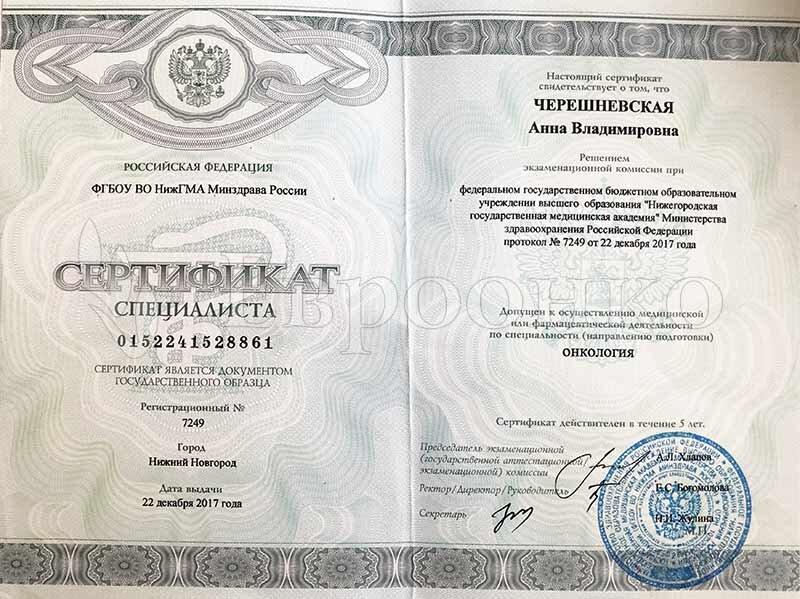 РОССИЙСКАЯ ФЕДЕРАЦИЯ
ФГБОУ ВО НижГМА Минздрава России
СЕРТИФИКАТ
СПЕЦИАЛИСТА
0152241528861
СЕРТИФИКАТ ЯВЛЯЕТСЯ ДОКУМЕНТОМ
ГОСУДАРСТВЕННОГО ОБРАЗЦА
Регистрационный №
7249
Город
Нижний Новгород
Дата выдачи
22 декабря 2017 года
Настоящий сертификат
свидетельствует о том, что
ЧЕРЕШНЕВСКАЯ
Анна Владимировна
Решением
экзаменационной комиссии при
федеральном государственном бюджетном образовательном
учреждении высшего образования "Нижегородская
государственная медицинская академия" Министерства
здравоохранения Российской Федерации
протокол № 7249 от 22 декабря 2017 года
Евроонко
Допущен к осуществлению медицинской
или фармацевтической деятельности
по специальности (направлению подготовки)
ОНКОЛОГИЯ
Сертификат действителен в течение 5 лет.
Председатель экзаменационной
(государственной аттестационной/
экзаменационной) комиссии
А.Л. Хлапов
Ректор/Директор/Руководитель
Е.С. Богомолова
Секретарь
Н.И. Жулина
М.П.